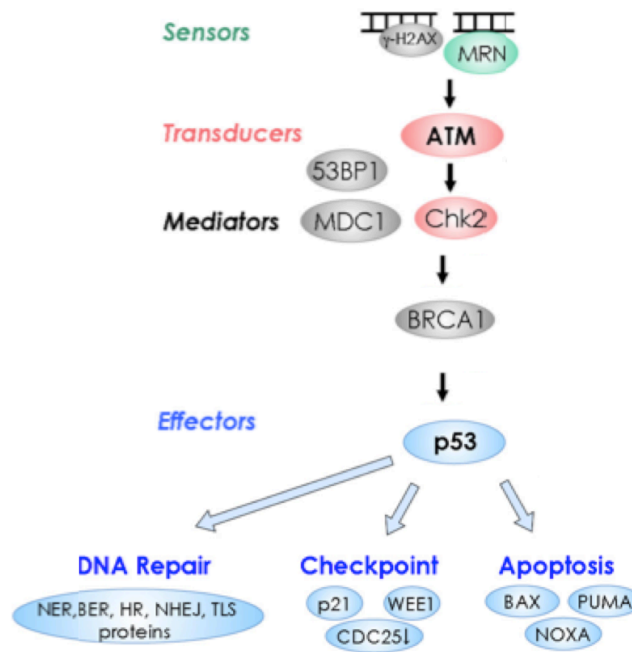 Sensors
γ-H2AX
MRN
Transducers
ATM
53BP1
Mediators
MDC1
Chk2
BRCA1
Effectors
p53
DNA Repair
Checkpoint
Apoptosis
NER,BER, HR, NHEJ, TLS
proteins
p21
WEE1
CDC25↓
BAX
PUMA
NOXA